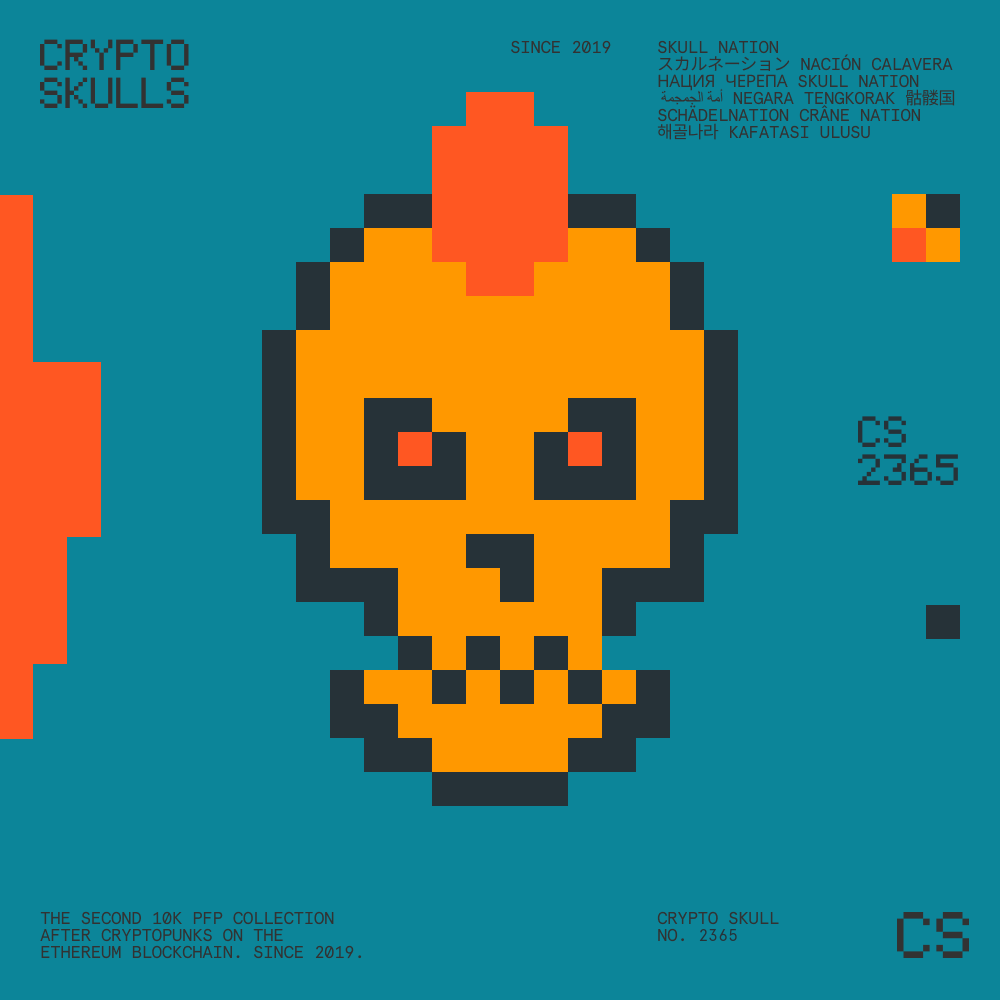 CRYPTO
SKULLS
SINCE 2019
SKULL NATION
スカルネーション NACIÓN CALAVERA
НАЦИЯ ЧЕРЕПА SKULL NATION
أمة الجمجمة NEGARA TENGKORAK 骷髅国
SCHÄDELNATION CRÂNE NATION
해골나라 KAFATASI ULUSU
CS
2365
THE SECOND 10K PFP COLLECTION
AFTER CRYPTOPUNKS ON THE
ETHEREUM BLOCKCHAIN. SINCE 2019.
CRYPTO SKULL
NO. 2365
CS